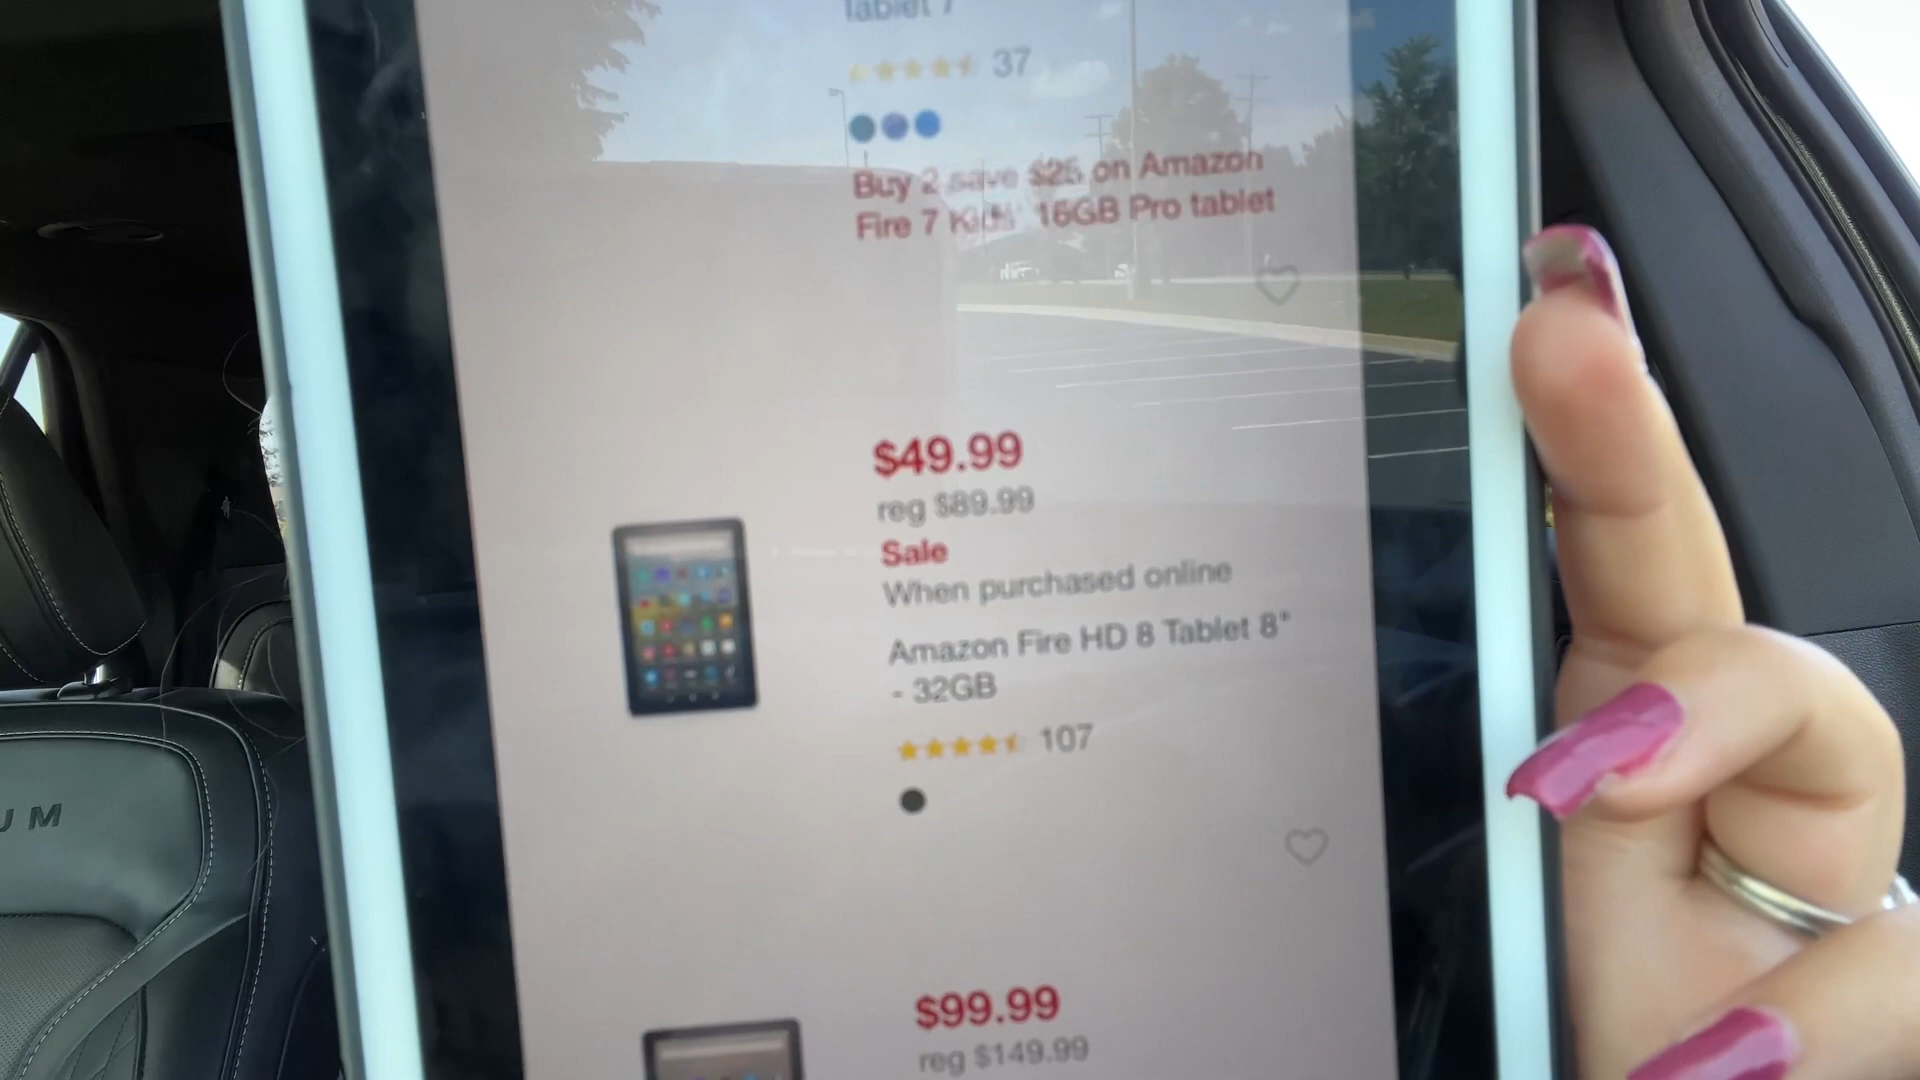 Tablet 7
37
Buy 2 save $25 on Amazon
Fire 7 Kids' 16GB Pro tablet
$49.99
reg $89.99
Sale
When purchased online
Amazon Fire HD 8 Tablet 8"
- 32GB
107
$99.99
reg $149.99
UM